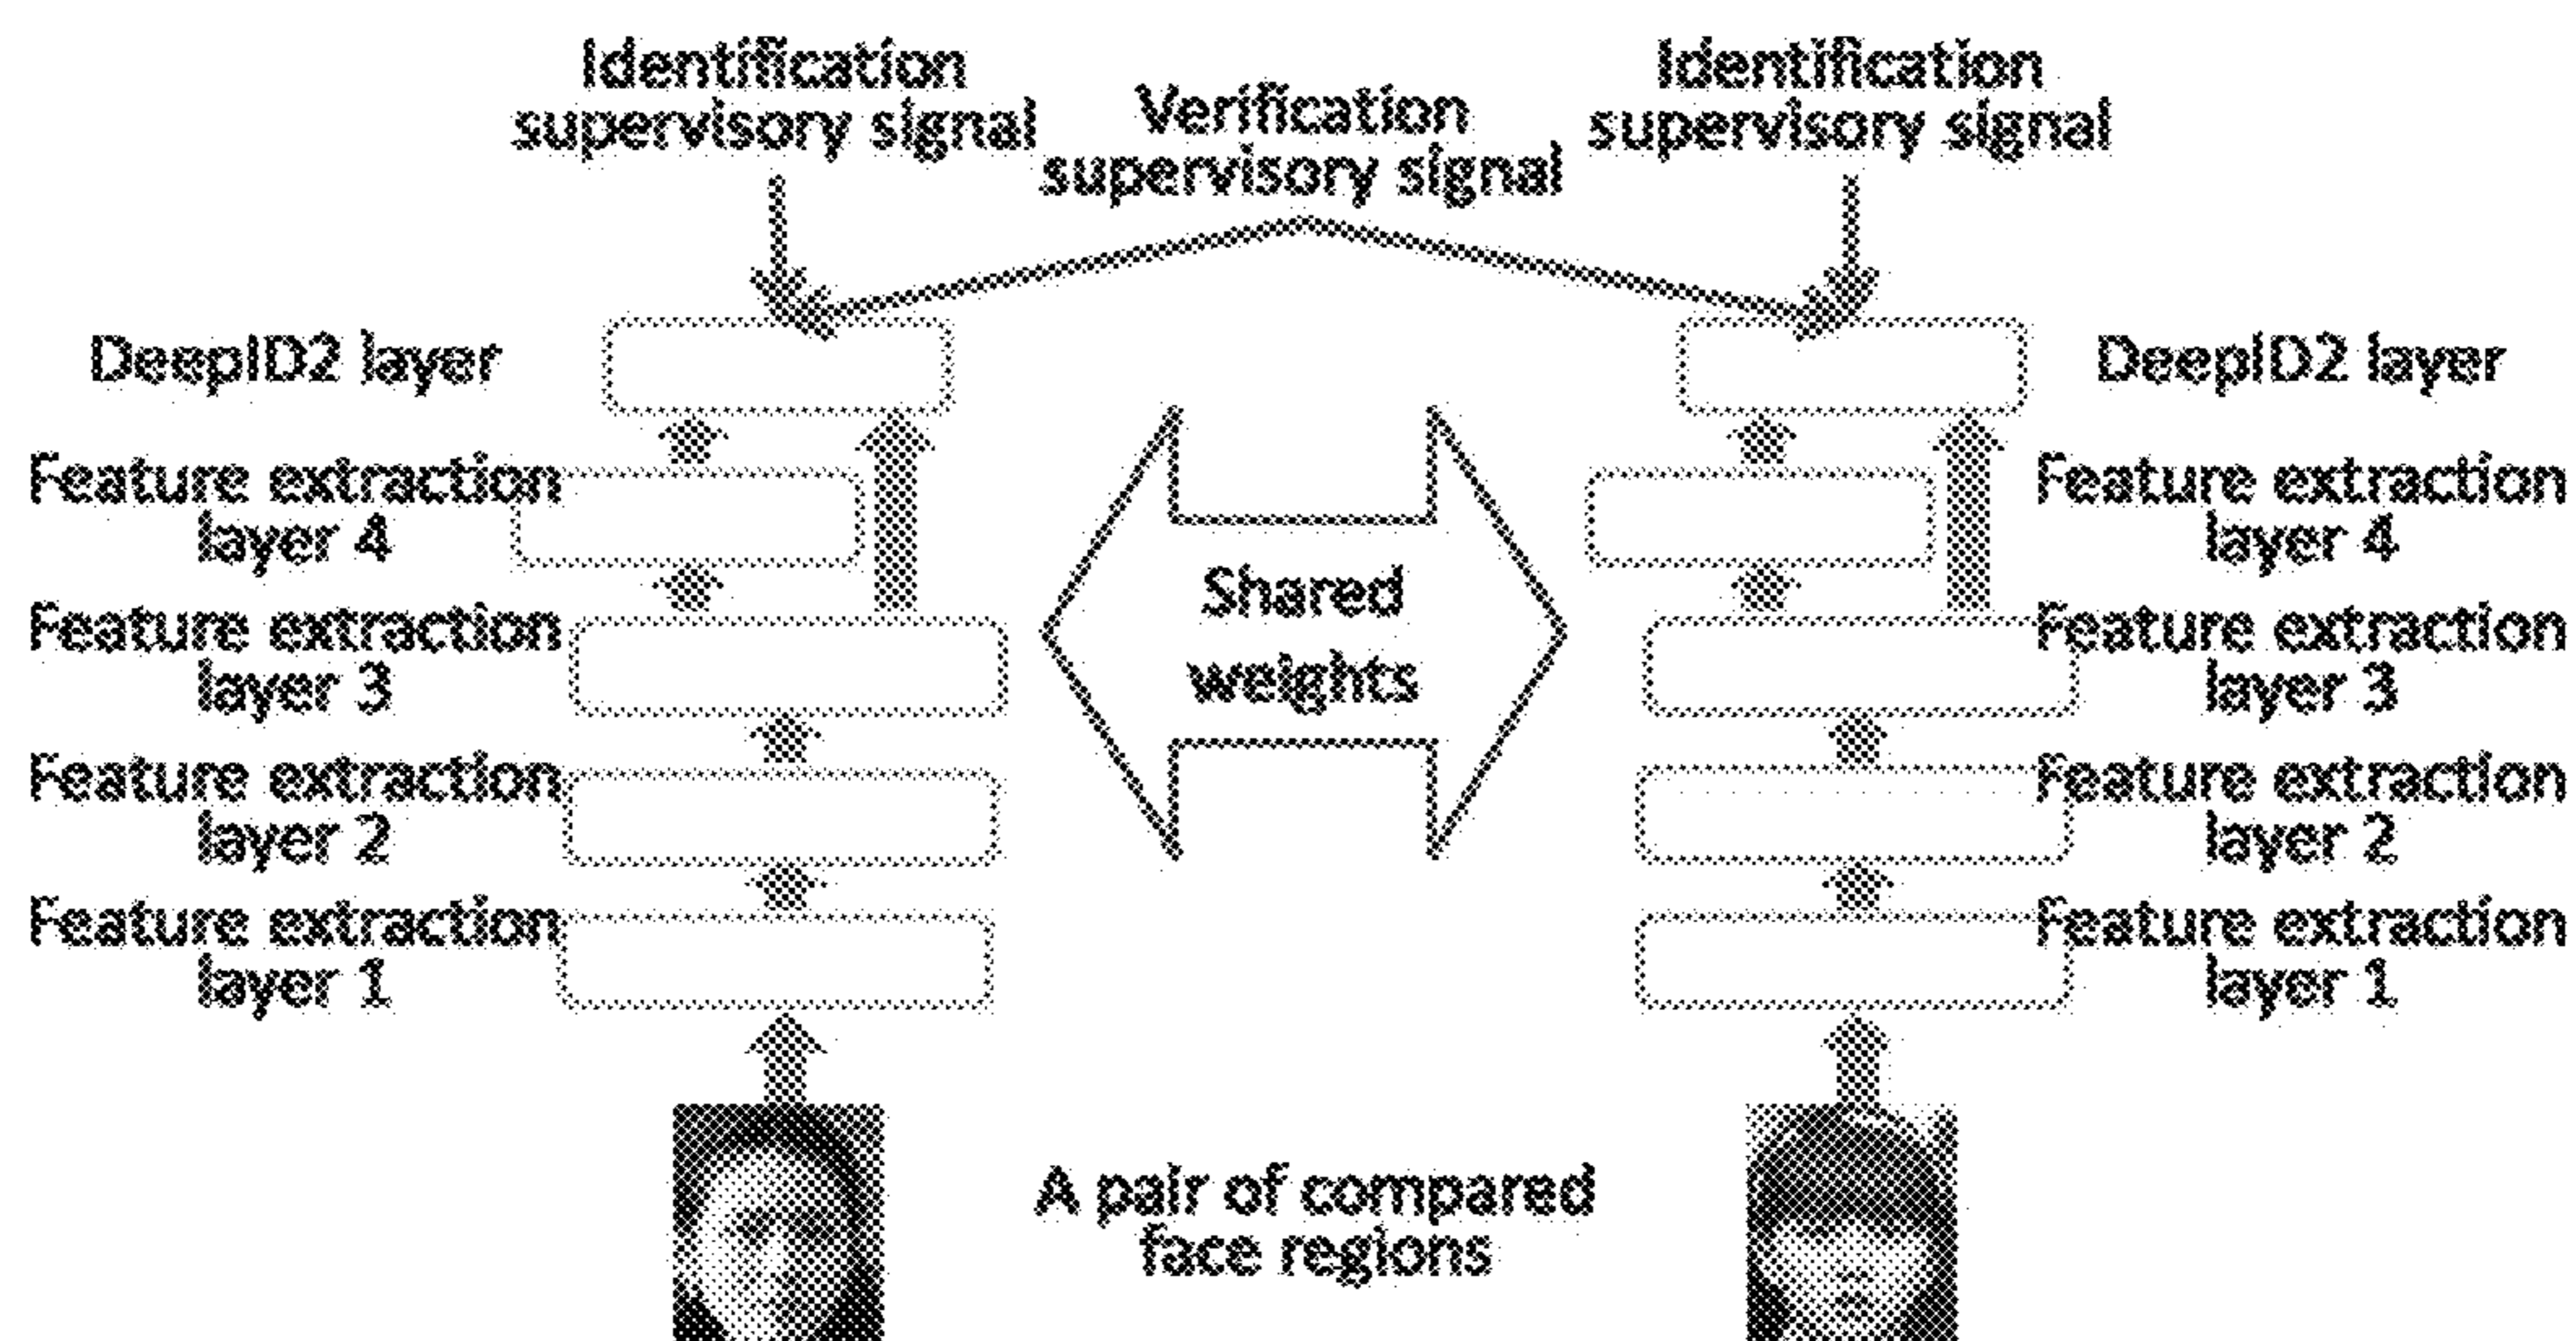 Identification
supervisory signal
Verification
supervisory signal
Identification
supervisory signal
DeepID2 layer
DeepID2 layer
Feature extraction
layer 4
Feature extraction
layer 4
Feature extraction
layer 3
Shared
weights
Feature extraction
layer 3
Feature extraction
layer 2
Feature extraction
layer 2
Feature extraction
layer 1
Feature extraction
layer 1
A pair of compared
face regions